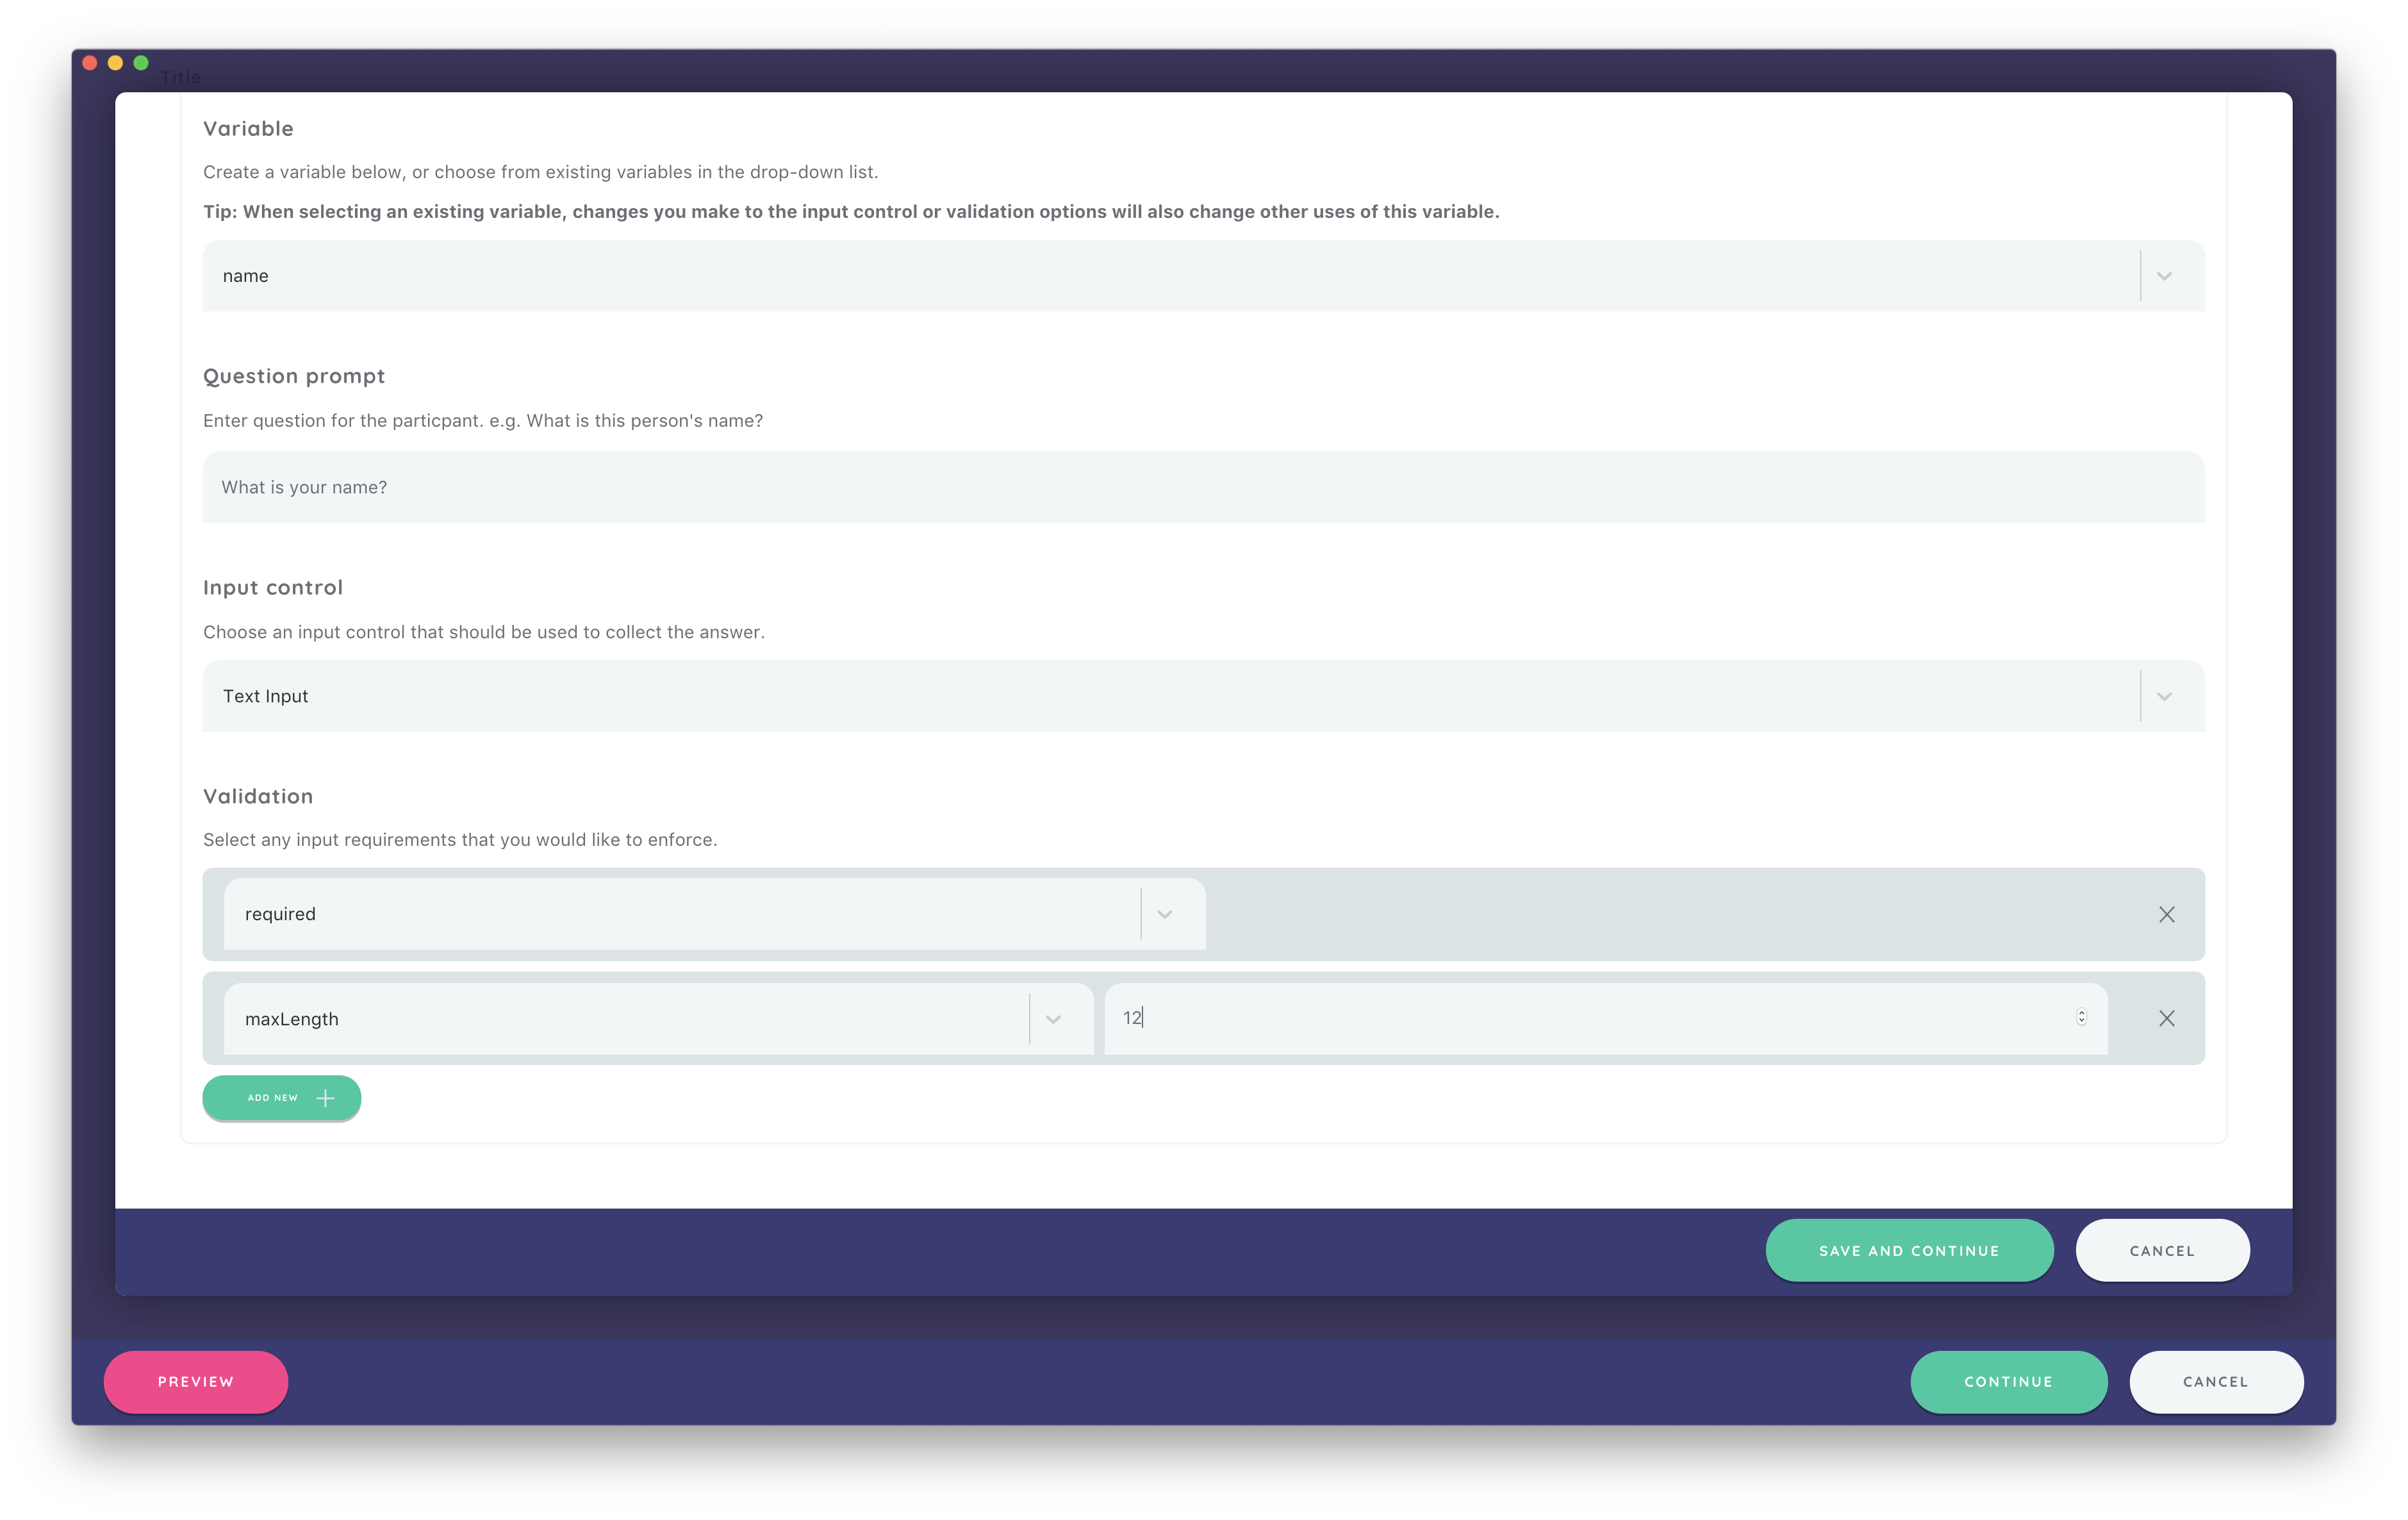 Title
Variable
Create a variable below, or choose from existing variables in the drop-down list.
Tip: When selecting an existing variable, changes you make to the input control or validation options will also change other uses of this variable.
name
Question prompt
Enter question for the particpant. e.g. What is this person's name?
What is your name?
Input control
Choose an input control that should be used to collect the answer.
Text Input
Validation
Select any input requirements that you would like to enforce.
required
maxLength 12
ADD NEW
SAVE AND CONTINUE CANCEL
PREVIEW CONTINUE CANCEL